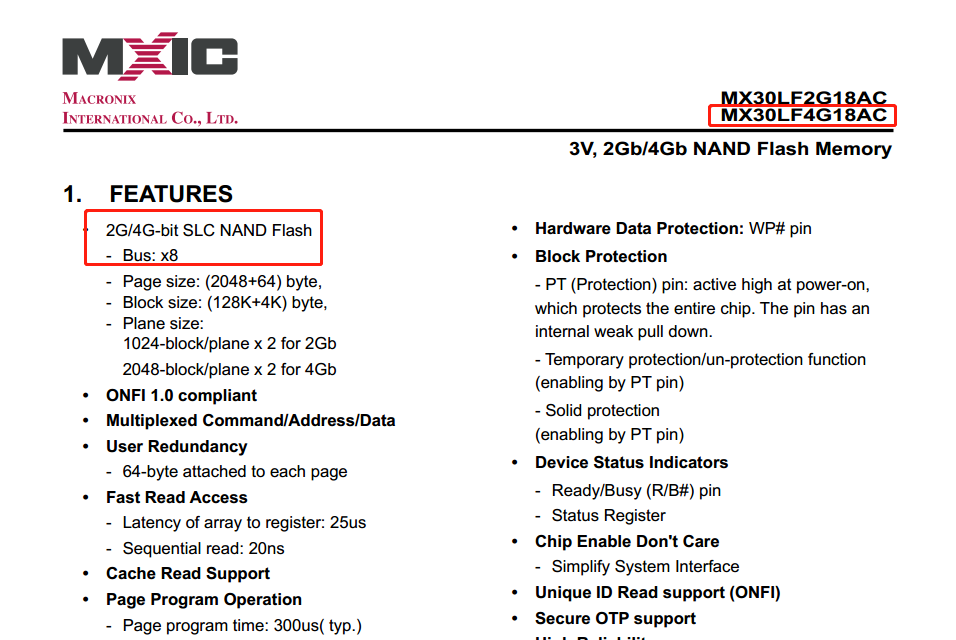 MXIC
MACRONIX
INTERNATIONAL CO., LTD.
MX30LF2G18AC
MX30LF4G18AC
3V, 2Gb/4Gb NAND Flash Memory
1. FEATURES
• 2G/4G-bit SLC NAND Flash
- Bus: x8
- Page size: (2048+64) byte,
- Block size: (128K+4K) byte,
- Plane size:
1024-block/plane x 2 for 2Gb
2048-block/plane x 2 for 4Gb
• ONFI 1.0 compliant
• Multiplexed Command/Address/Data
• User Redundancy
- 64-byte attached to each page
• Fast Read Access
- Latency of array to register: 25us
- Sequential read: 20ns
• Cache Read Support
• Page Program Operation
- Page program time: 300us( typ.)
• Hardware Data Protection: WP# pin
• Block Protection
- PT (Protection) pin: active high at power-on,
which protects the entire chip. The pin has an
internal weak pull down.
- Temporary protection/un-protection function
(enabling by PT pin)
- Solid protection
(enabling by PT pin)
• Device Status Indicators
- Ready/Busy (R/B#) pin
- Status Register
• Chip Enable Don't Care
- Simplify System Interface
• Unique ID Read support (ONFI)
• Secure OTP support